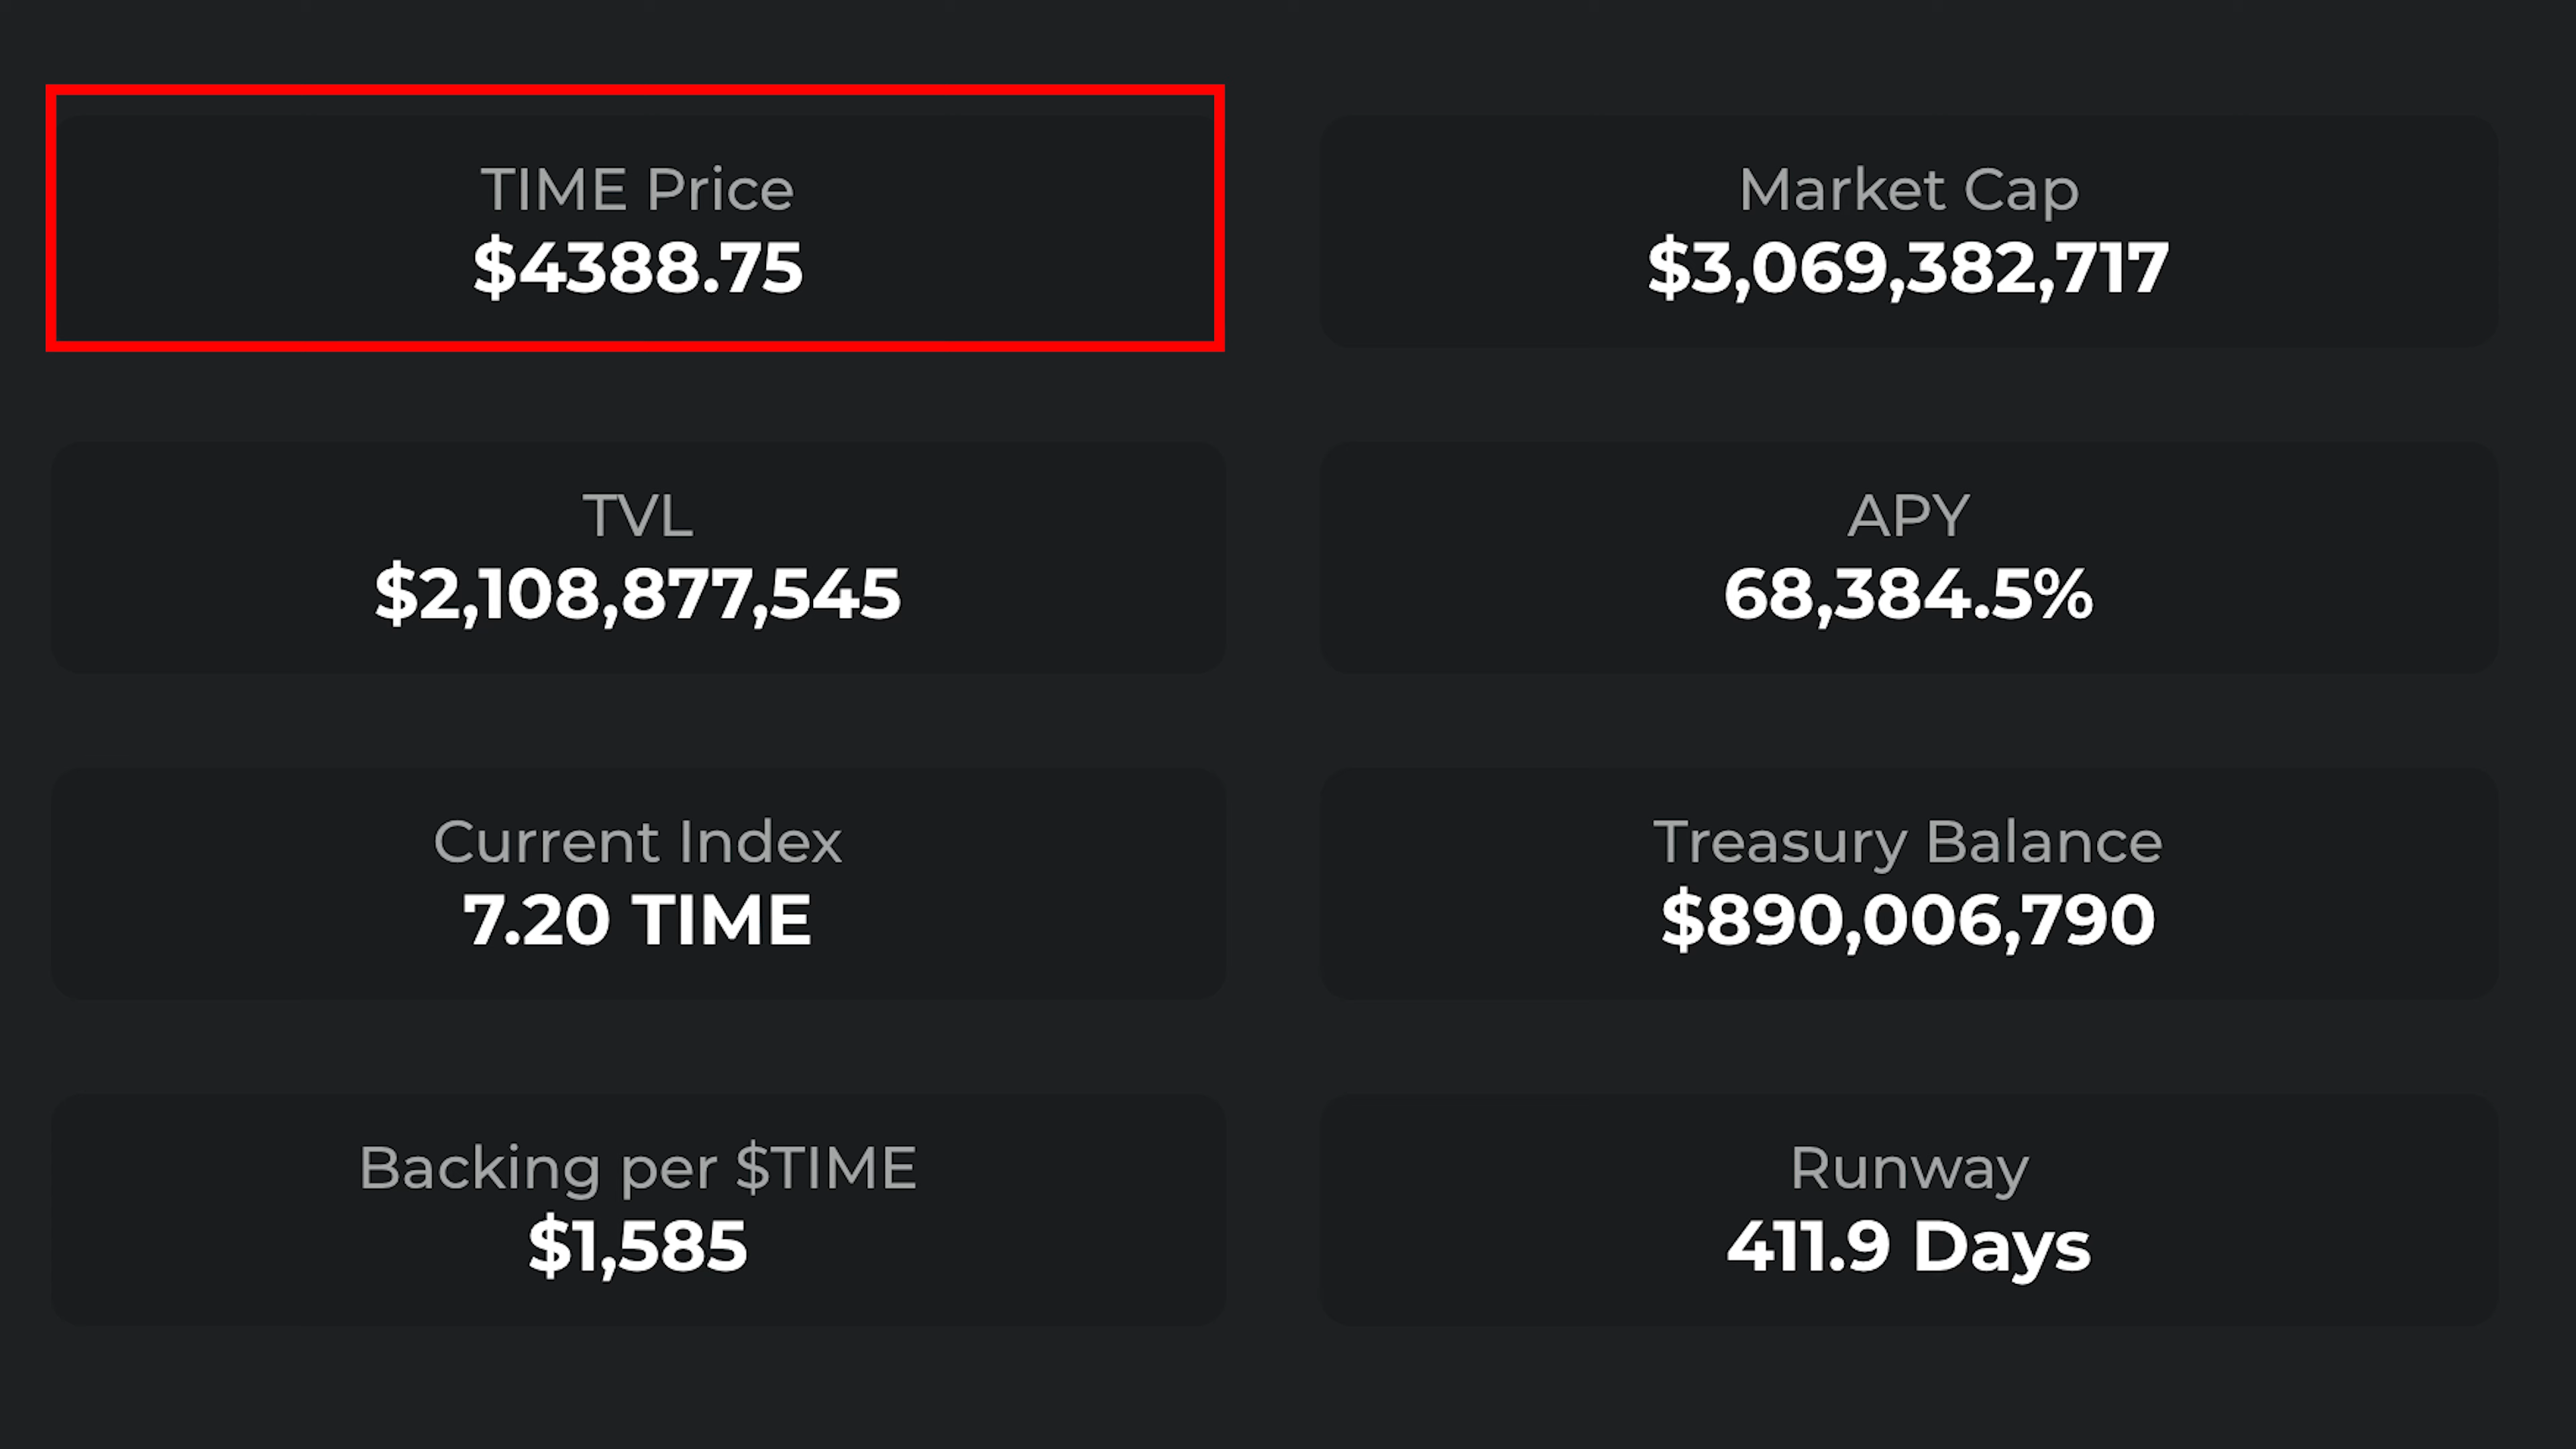 TIME Price
$4388.75
Market Cap
$3,069,382,717
TVL
$2,108,877,545
APY
68,384.5%
Current Index
7.20 TIME
Treasury Balance
$890,006,790
Backing per $TIME
$1,585
Runway
411.9 Days